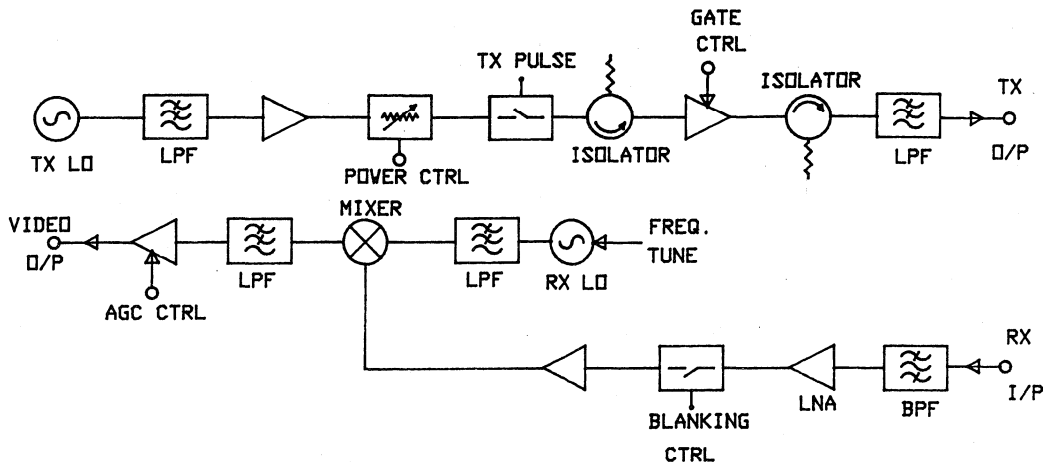 GATE
CTRL
TX PULSE
ISOLATOR
TX
TX LO
LPF
POWER CTRL
ISOLATOR
LPF
O/P
VIDEO
O/P
MIXER
FREQ.
TUNE
LPF
LPF
RX LO
AGC CTRL
RX
I/P
LNA
BPF
BLANKING
CTRL